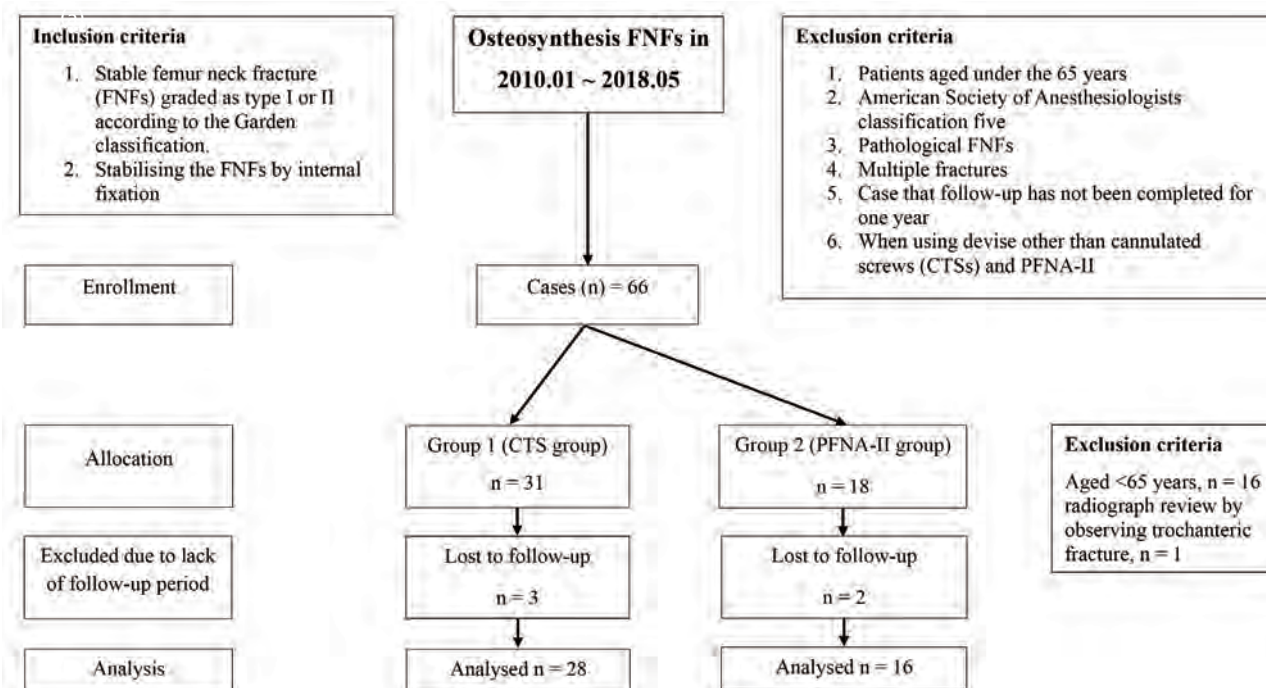 Inclusion criteria
1. Stable femur neck fracture
(FNFs) graded as type I or II
according to the Garden
classification.
2. Stabilising the FNFs by internal
fixation
Osteosynthesis FNFs in
2010.01 ~ 2018.05
Exclusion criteria
1. Patients aged under the 65 years
2. American Society of Anesthesiologists
classification five
3. Pathological FNFs
4. Multiple fractures
5. Case that follow-up has not been completed for
one year
6. When using devise other than cannulated
screws (CTSs) and PFNA-II
Enrollment
Cases (n) = 66
Allocation
Group 1 (CTS group)
n = 31
Group 2 (PFNA-II group)
n = 18
Exclusion criteria
Aged <65 years, n = 16
radiograph review by
observing trochanteric
fracture, n = 1
Excluded due to lack
of follow-up period
Lost to follow-up
n = 3
Lost to follow-up
n = 2
Analysis
Analysed n = 28
Analysed n = 16